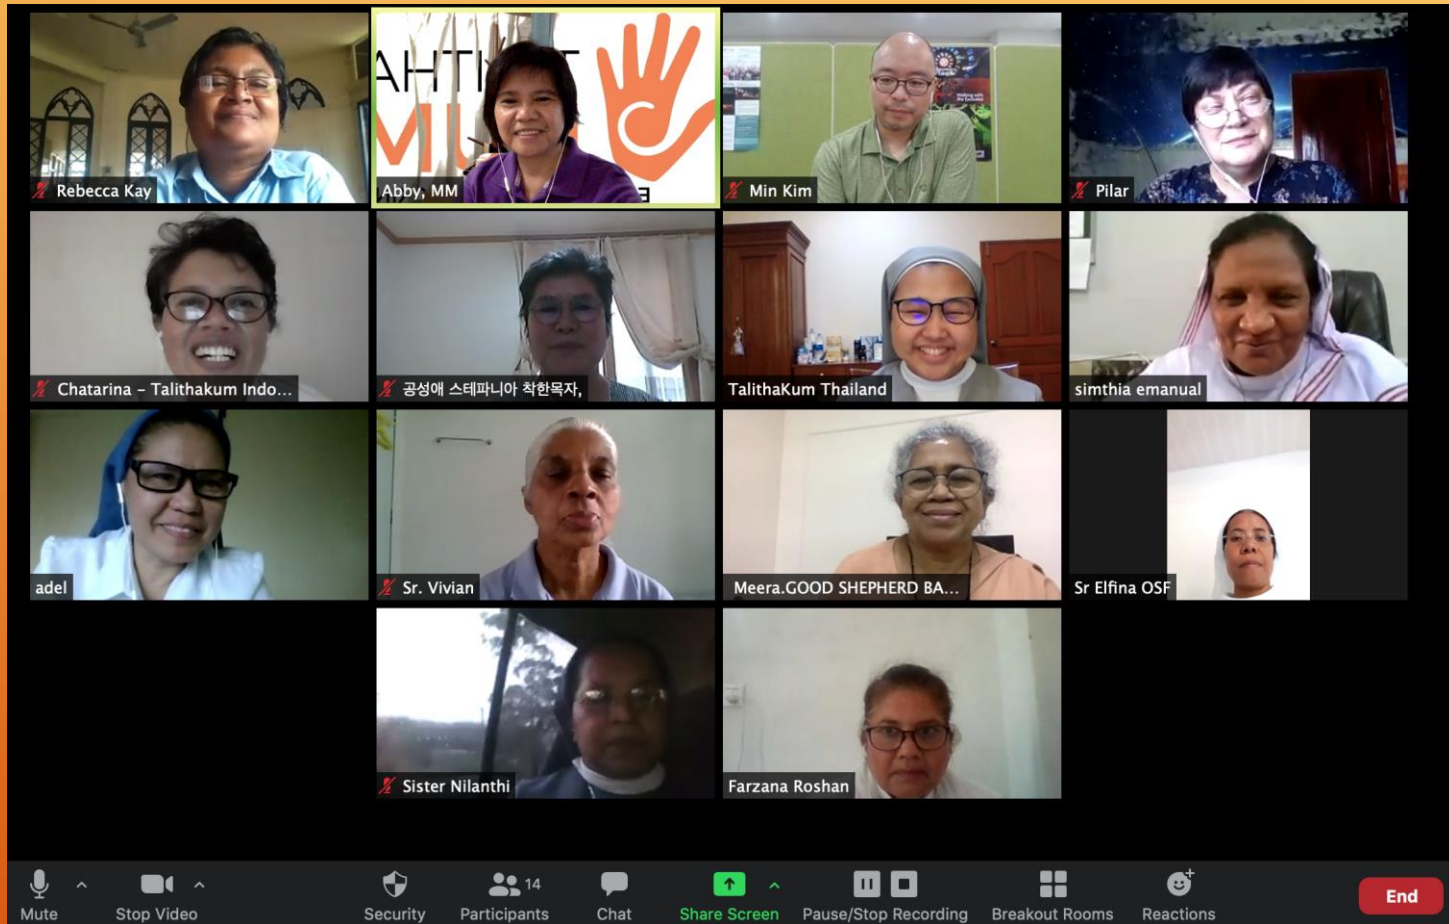 AHTI
MU
Rebecca Kay
Abby, MM
Min Kim
Pilar
Chatarina – Talithakum Indo...
공성애 스테파니아 착한목자,
TalithaKum Thailand
simthia emanual
adel
Sr. Vivian
Meera.GOOD SHEPHERD BA...
Sr Elfina OSF
Sister Nilanthi
Farzana Roshan
14
Mute
Stop Video
Security
Participants
Chat
Share Screen
Pause/Stop Recording
Breakout Rooms
Reactions
End